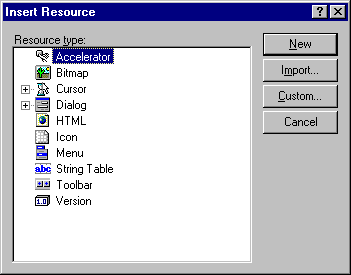 Insert Resource
Resource type:
Accelerator
Bitmap
Cursor
Dialog
HTML
Icon
Menu
abc String Table
Toolbar
1.0 Version
New
Import...
Custom...
Cancel